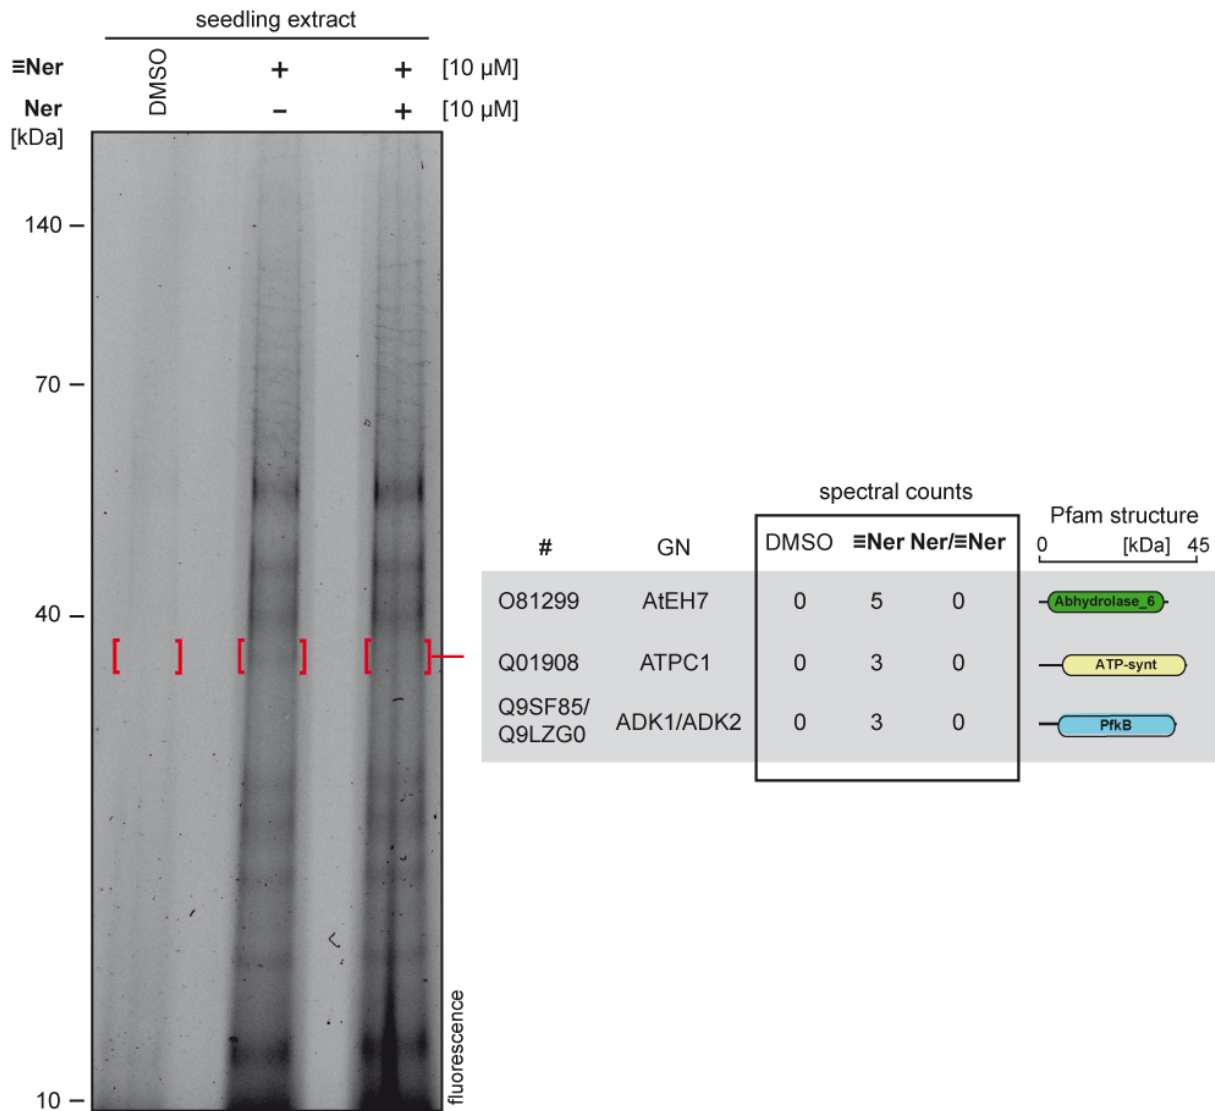 seedling extract
≡Ner DMSO + + [10 µM]
Ner – + [10 µM]
[kDa]
140
70
40
10
fluorescence
spectral counts
Pfam structure
# GN DMSO ≡Ner Ner/≡Ner 0 [kDa] 45
O81299 AtEH7 0 5 0 Abhydrolase_6
Q01908 ATPC1 0 3 0 ATP-synt
Q9SF85/
Q9LZG0 ADK1/ADK2 0 3 0 PfkB